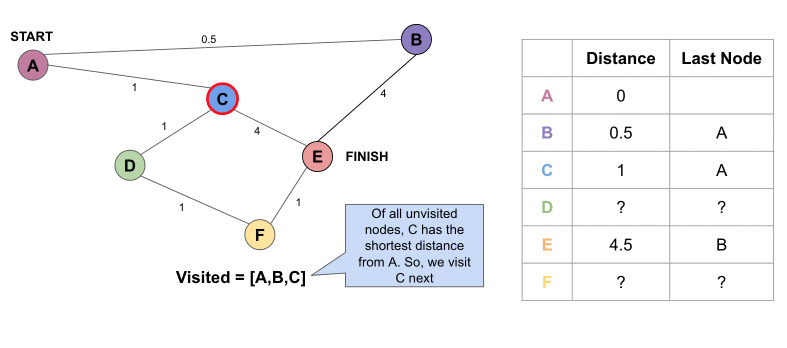 START
A
0.5
B
1
C
4
1
4
D
E
FINISH
1
1
F
Of all unvisited
nodes, C has the
shortest distance
from A. So, we visit
C next
Visited = [A,B,C]
Distance Last Node
A 0
B 0.5 A
C 1 A
D ? ?
E 4.5 B
F ? ?